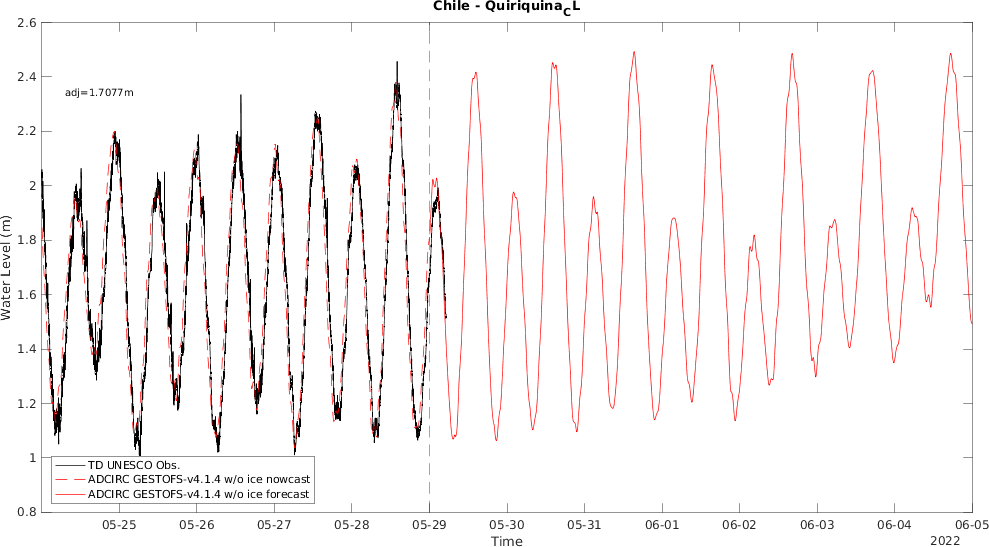 Chile - Quiriquina_CL
2.6
2.4
adj=1.7077m
2.2
2
1.8
Water Level (m)
1.6
1.4
1.2
1
0.8
TD UNESCO Obs.
ADCIRC GESTOFS-v4.1.4 w/o ice nowcast
ADCIRC GESTOFS-v4.1.4 w/o ice forecast
05-25 05-26 05-27 05-28 05-29 05-30 05-31 06-01 06-02 06-03 06-04 06-05
Time
2022